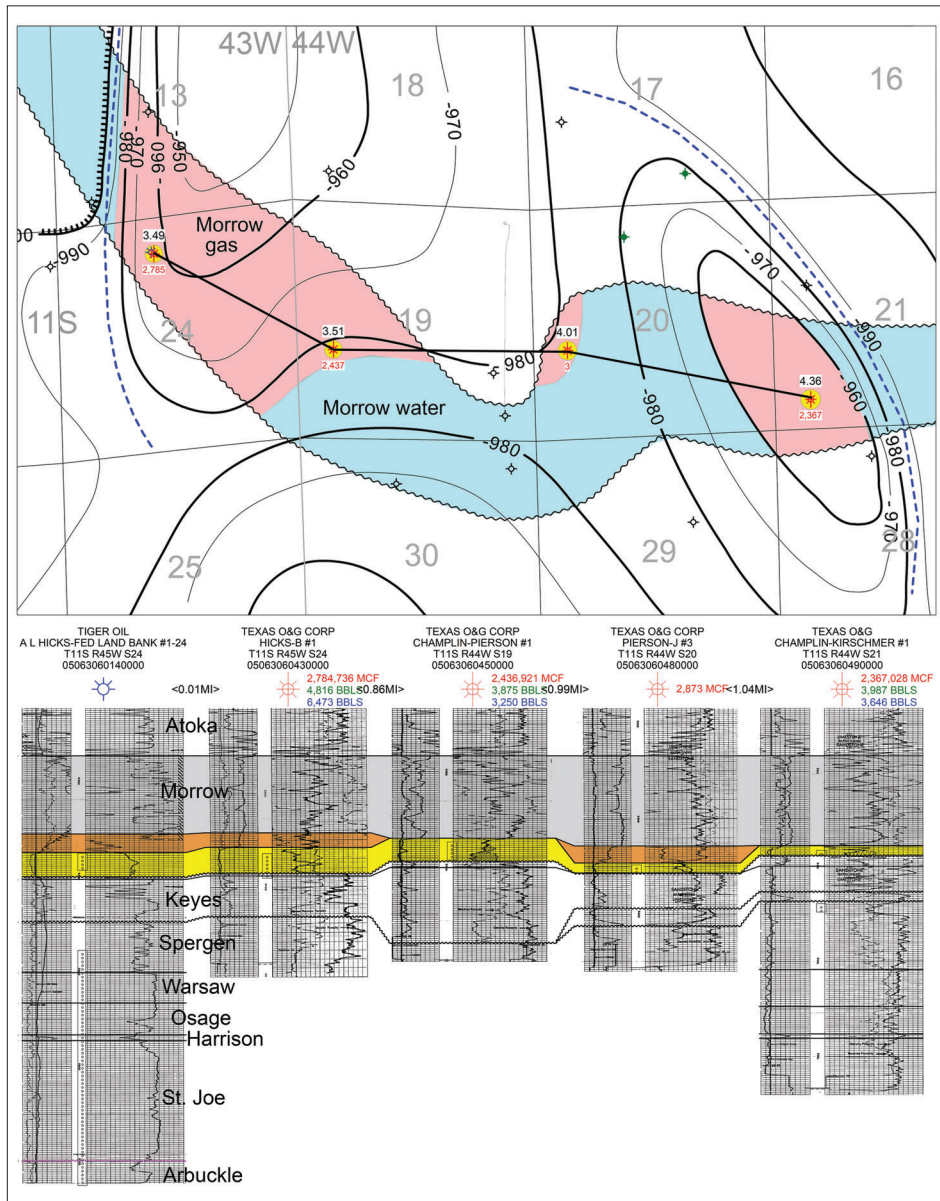 43W 44W
16
17
18
13
-970
-980
-970
-960
-950
-960
3.49
2,785
Morrow
gas
00
-990
11S
24
3.51
2,437
19
-980
4.01
3
20
-970
21
-990
4.36
2,367
-960
Morrow water
-980
-980
-980
-970
25
30
29
28
TIGER OIL
A L HICKS-FED LAND BANK #1-24
T11S R45W S24
05063060140000
<0.01MI>
TEXAS O&G CORP
HICKS-B #1
T11S R45W S24
05063060430000
2,784,736 MCF
4,816 BBLS
6,473 BBLS
<0.86MI>
TEXAS O&G CORP
CHAMPLIN-PIERSON #1
T11S R44W S19
05063060450000
2,436,921 MCF
3,875 BBLS
3,250 BBLS
<0.99MI>
TEXAS O&G CORP
PIERSON-J #3
T11S R44W S20
05063060480000
2,873 MCF
<1.04MI>
TEXAS O&G
CHAMPLIN-KIRSCHMER #1
T11S R44W S21
05063060490000
2,367,028 MCF
3,987 BBLS
3,646 BBLS
Atoka
Morrow
Keyes
Spergen
Warsaw
Osage
Harrison
St. Joe
Arbuckle